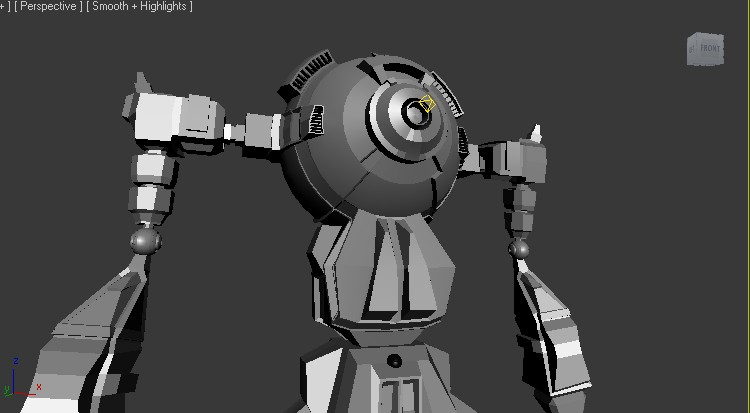 + ] [ Perspective ] [ Smooth + Highlights ]
FRONT
z
y
x